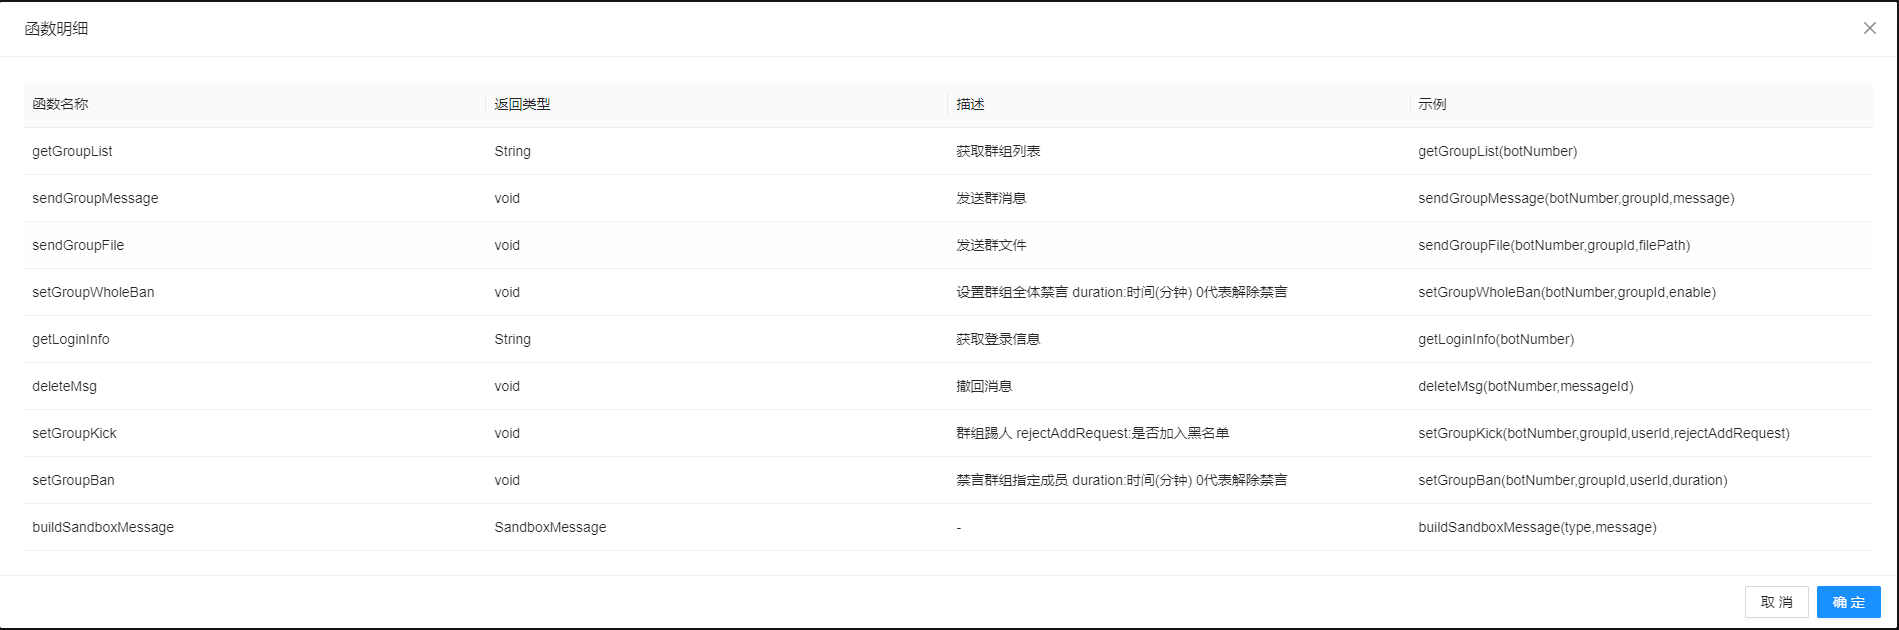 函数明细
函数名称 返回类型 描述 示例
getGroupList String 获取群组列表 getGroupList(botNumber)
sendGroupMessage void 发送群消息 sendGroupMessage(botNumber,groupId,message)
sendGroupFile void 发送群文件 sendGroupFile(botNumber,groupId,filePath)
setGroupWholeBan void 设置群组全体禁言 duration:时间(分钟) 0代表解除禁言 setGroupWholeBan(botNumber,groupId,enable)
getLoginInfo String 获取登录信息 getLoginInfo(botNumber)
deleteMsg void 撤回消息 deleteMsg(botNumber,messageId)
setGroupKick void 群组踢人 rejectAddRequest:是否加入黑名单 setGroupKick(botNumber,groupId,userId,rejectAddRequest)
setGroupBan void 禁言群组指定成员 duration:时间(分钟) 0代表解除禁言 setGroupBan(botNumber,groupId,userId,duration)
buildSandboxMessage SandboxMessage - buildSandboxMessage(type,message)
取 消 确 定